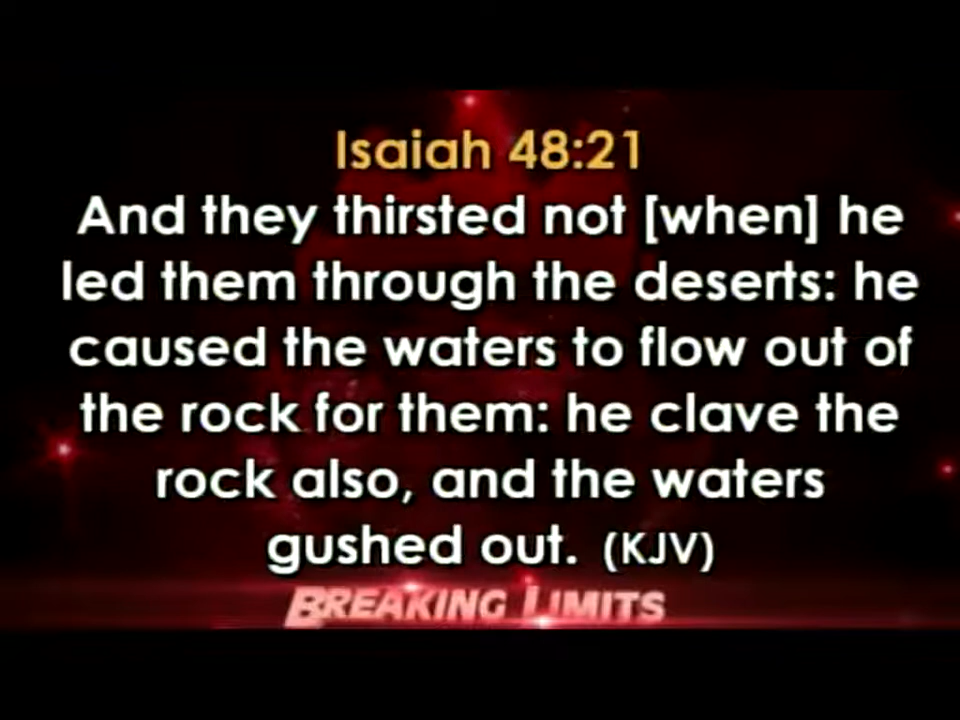 Isaiah 48:21
And they thirsted not [when] he
led them through the deserts: he
caused the waters to flow out of
the rock for them: he clave the
rock also, and the waters
gushed out. (KJV)
BREAKING LIMITS